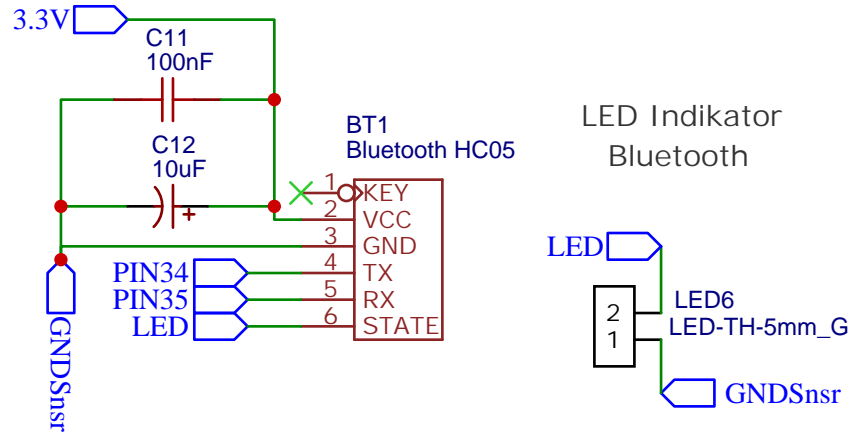 3.3V
C11
100nF
C12
10uF
BT1
Bluetooth HC05
1 KEY
2 VCC
3 GND
4 TX
5 RX
6 STATE
PIN34
PIN35
LED
GNDSnsr
LED Indikator
Bluetooth
LED
2
1
LED6
LED-TH-5mm_G
GNDSnsr